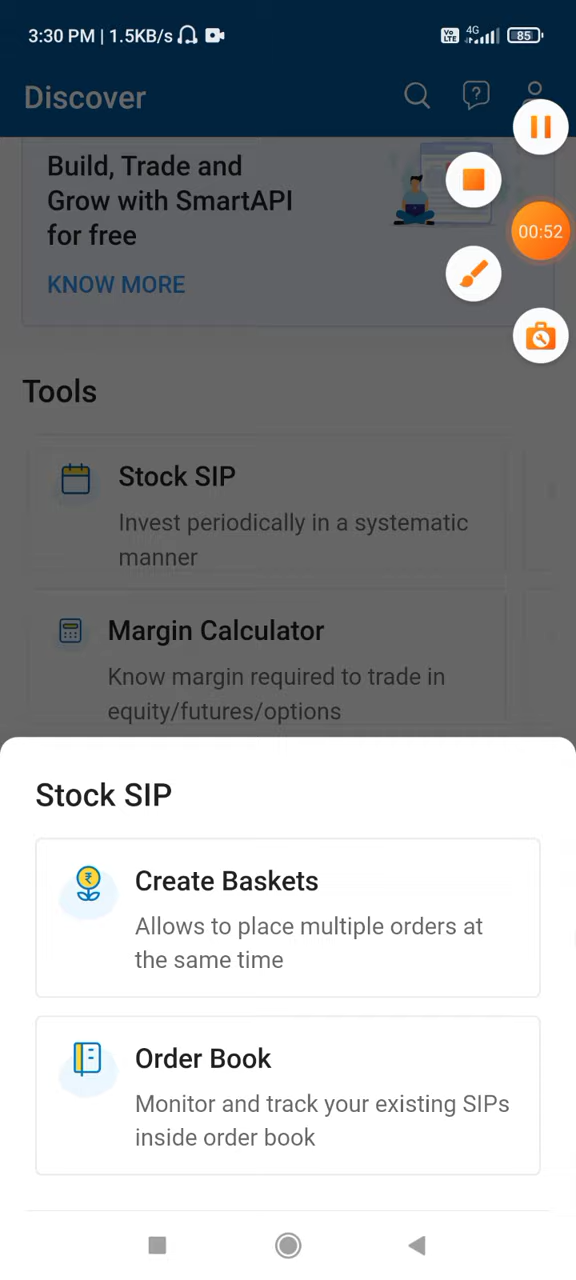 3:30 PM | 1.5KB/s
Vo
LTE
4G
85
Discover
Build, Trade and
Grow with SmartAPI
for free
KNOW MORE
00:52
Tools
Stock SIP
Invest periodically in a systematic
manner
Margin Calculator
Know margin required to trade in
equity/futures/options
Stock SIP
Create Baskets
Allows to place multiple orders at
the same time
Order Book
Monitor and track your existing SIPs
inside order book